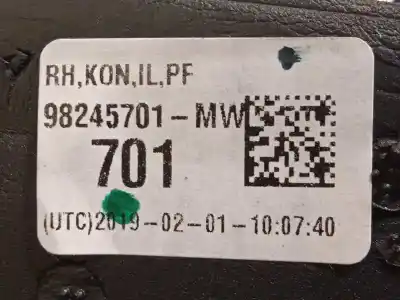 RH,KON,IL,PF
98245701-MW
701
(UTC)2019-02-01-10:07:40